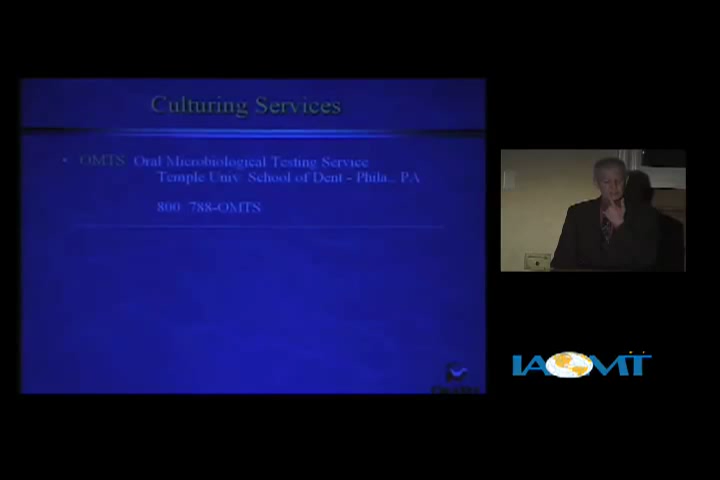 Culturing Services
• OMTS Oral Microbiological Testing Service
Temple Univ. School of Dent - Phila., PA
800 788-OMTS
IAOMT